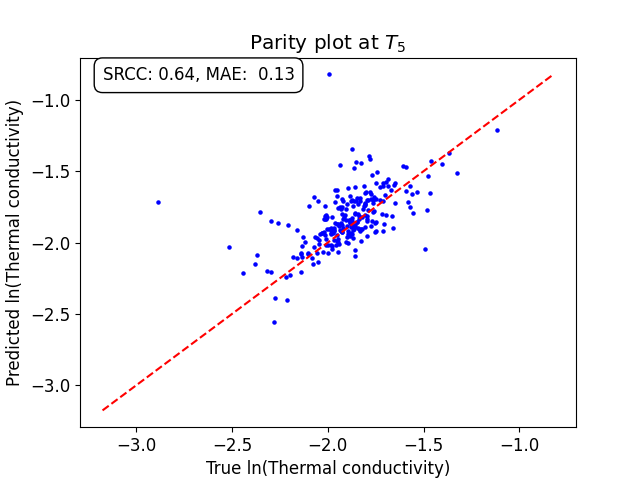 Parity plot at $T_5$
SRCC: 0.64, MAE:  0.13
Predicted ln(Thermal conductivity)
−1.0
−1.5
−2.0
−2.5
−3.0
−3.0 −2.5 −2.0 −1.5 −1.0
True ln(Thermal conductivity)